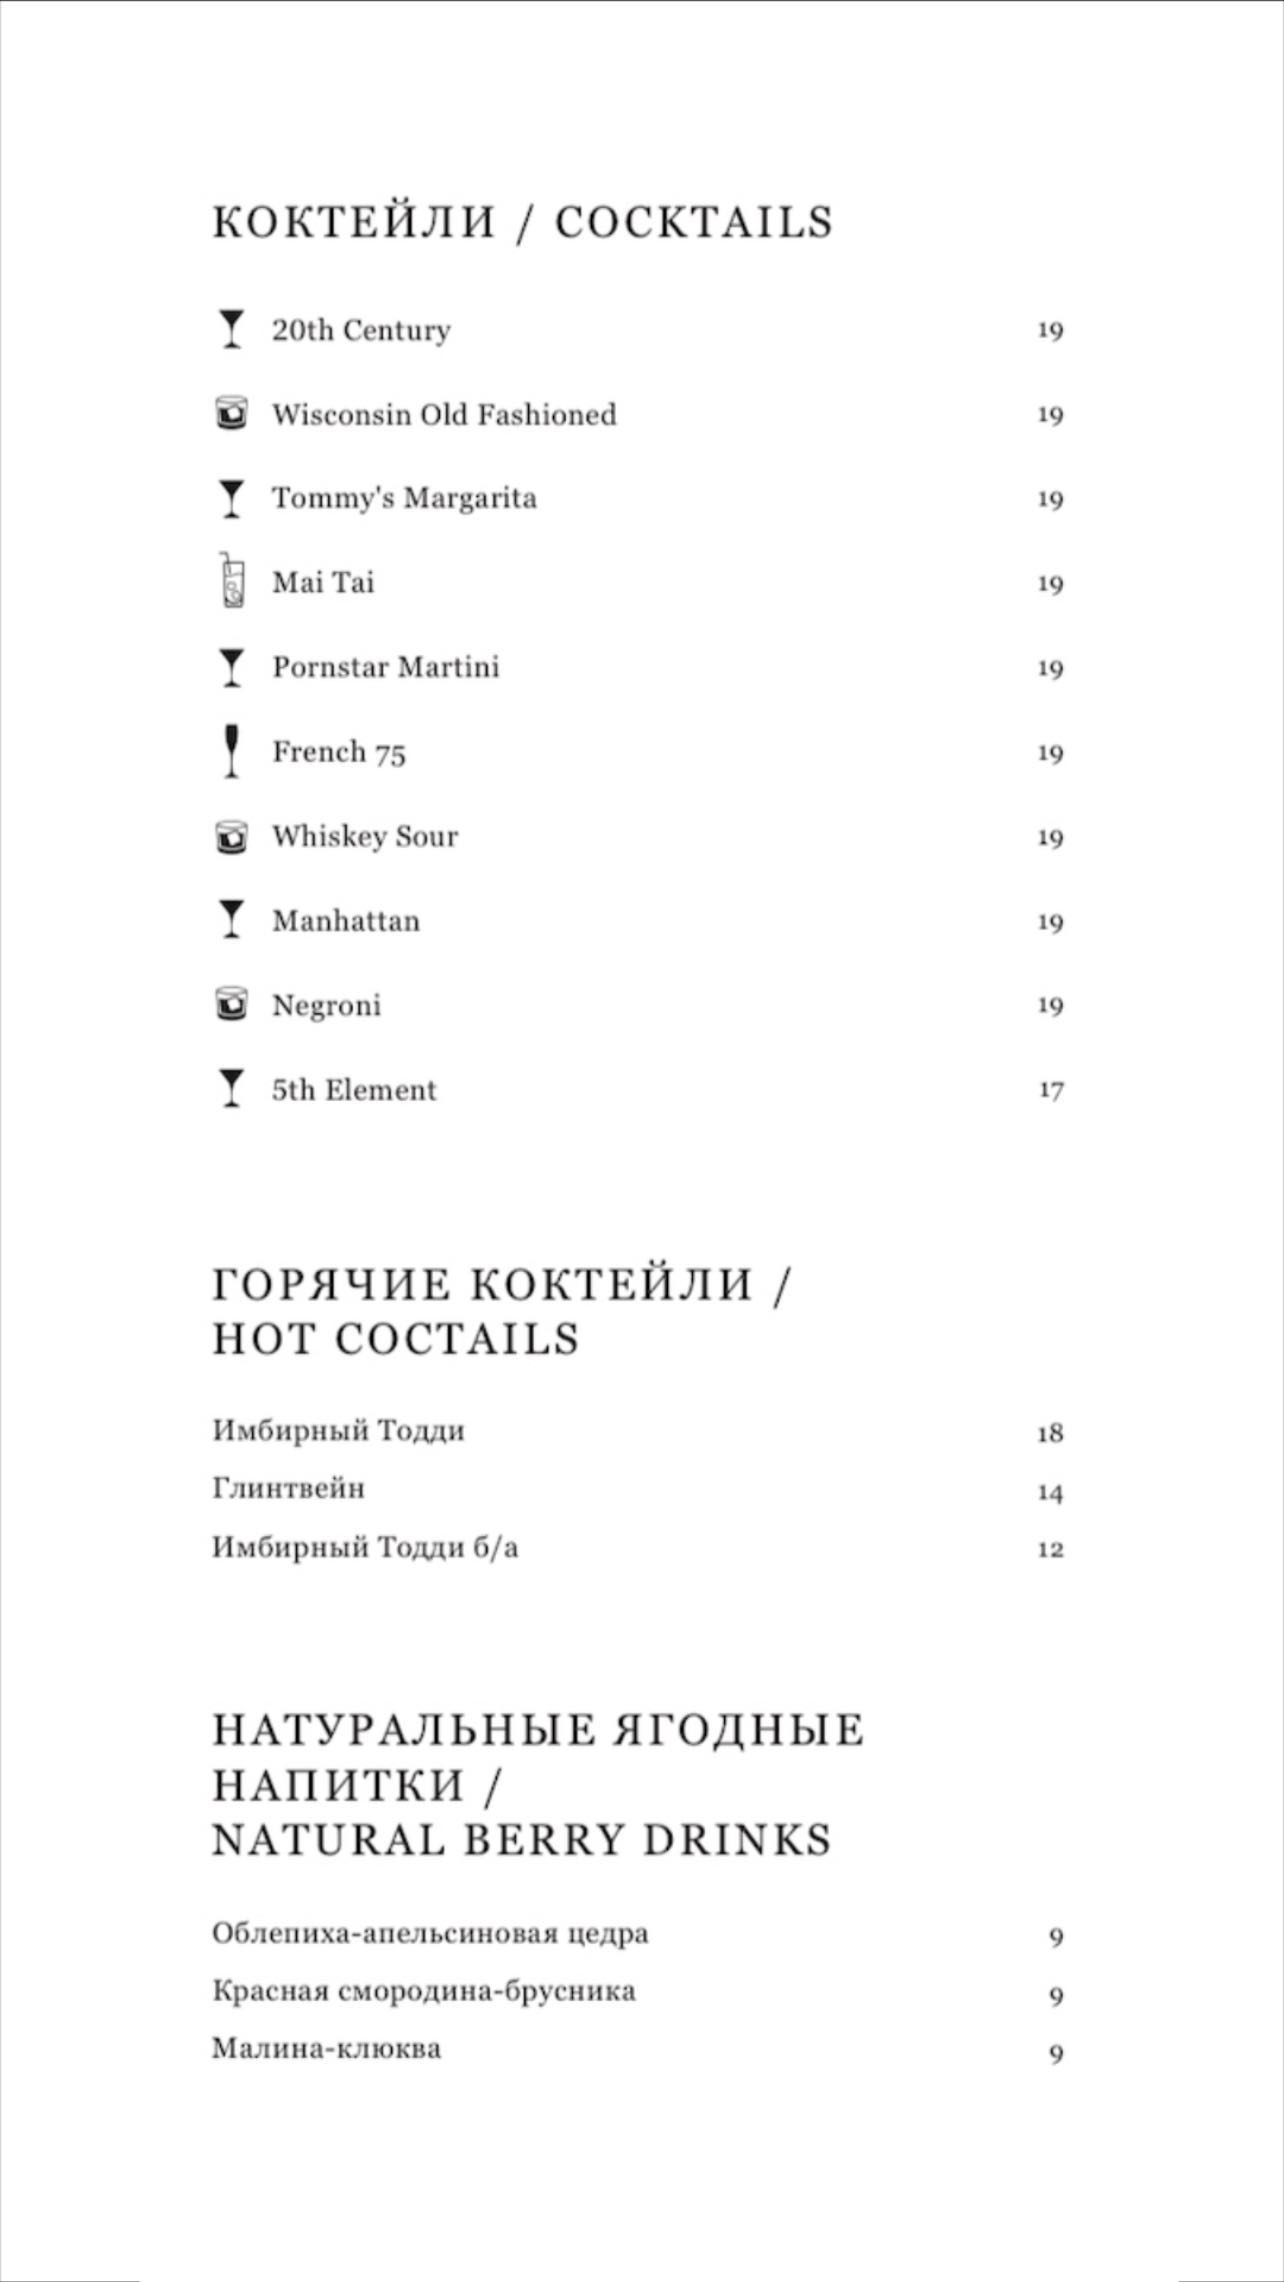 КОКТЕЙЛИ / COCKTAILS
20th Century 19
Wisconsin Old Fashioned 19
Tommy's Margarita 19
Mai Tai 19
Pornstar Martini 19
French 75 19
Whiskey Sour 19
Manhattan 19
Negroni 19
5th Element 17
ГОРЯЧИЕ КОКТЕЙЛИ /
HOT COCTAILS
Имбирный Тодди 18
Глинтвейн 14
Имбирный Тодди б/а 12
НАТУРАЛЬНЫЕ ЯГОДНЫЕ
НАПИТКИ /
NATURAL BERRY DRINKS
Облепиха-апельсиновая цедра 9
Красная смородина-брусника 9
Малина-клюква 9